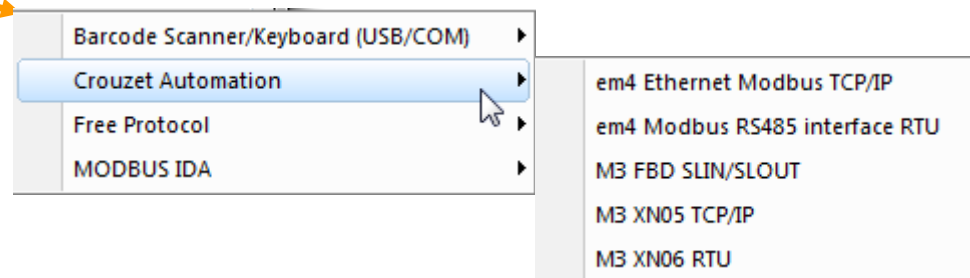 Barcode Scanner/Keyboard (USB/COM)
Crouzet Automation
Free Protocol
MODBUS IDA
em4 Ethernet Modbus TCP/IP
em4 Modbus RS485 interface RTU
M3 FBD SLIN/SLOUT
M3 XN05 TCP/IP
M3 XN06 RTU